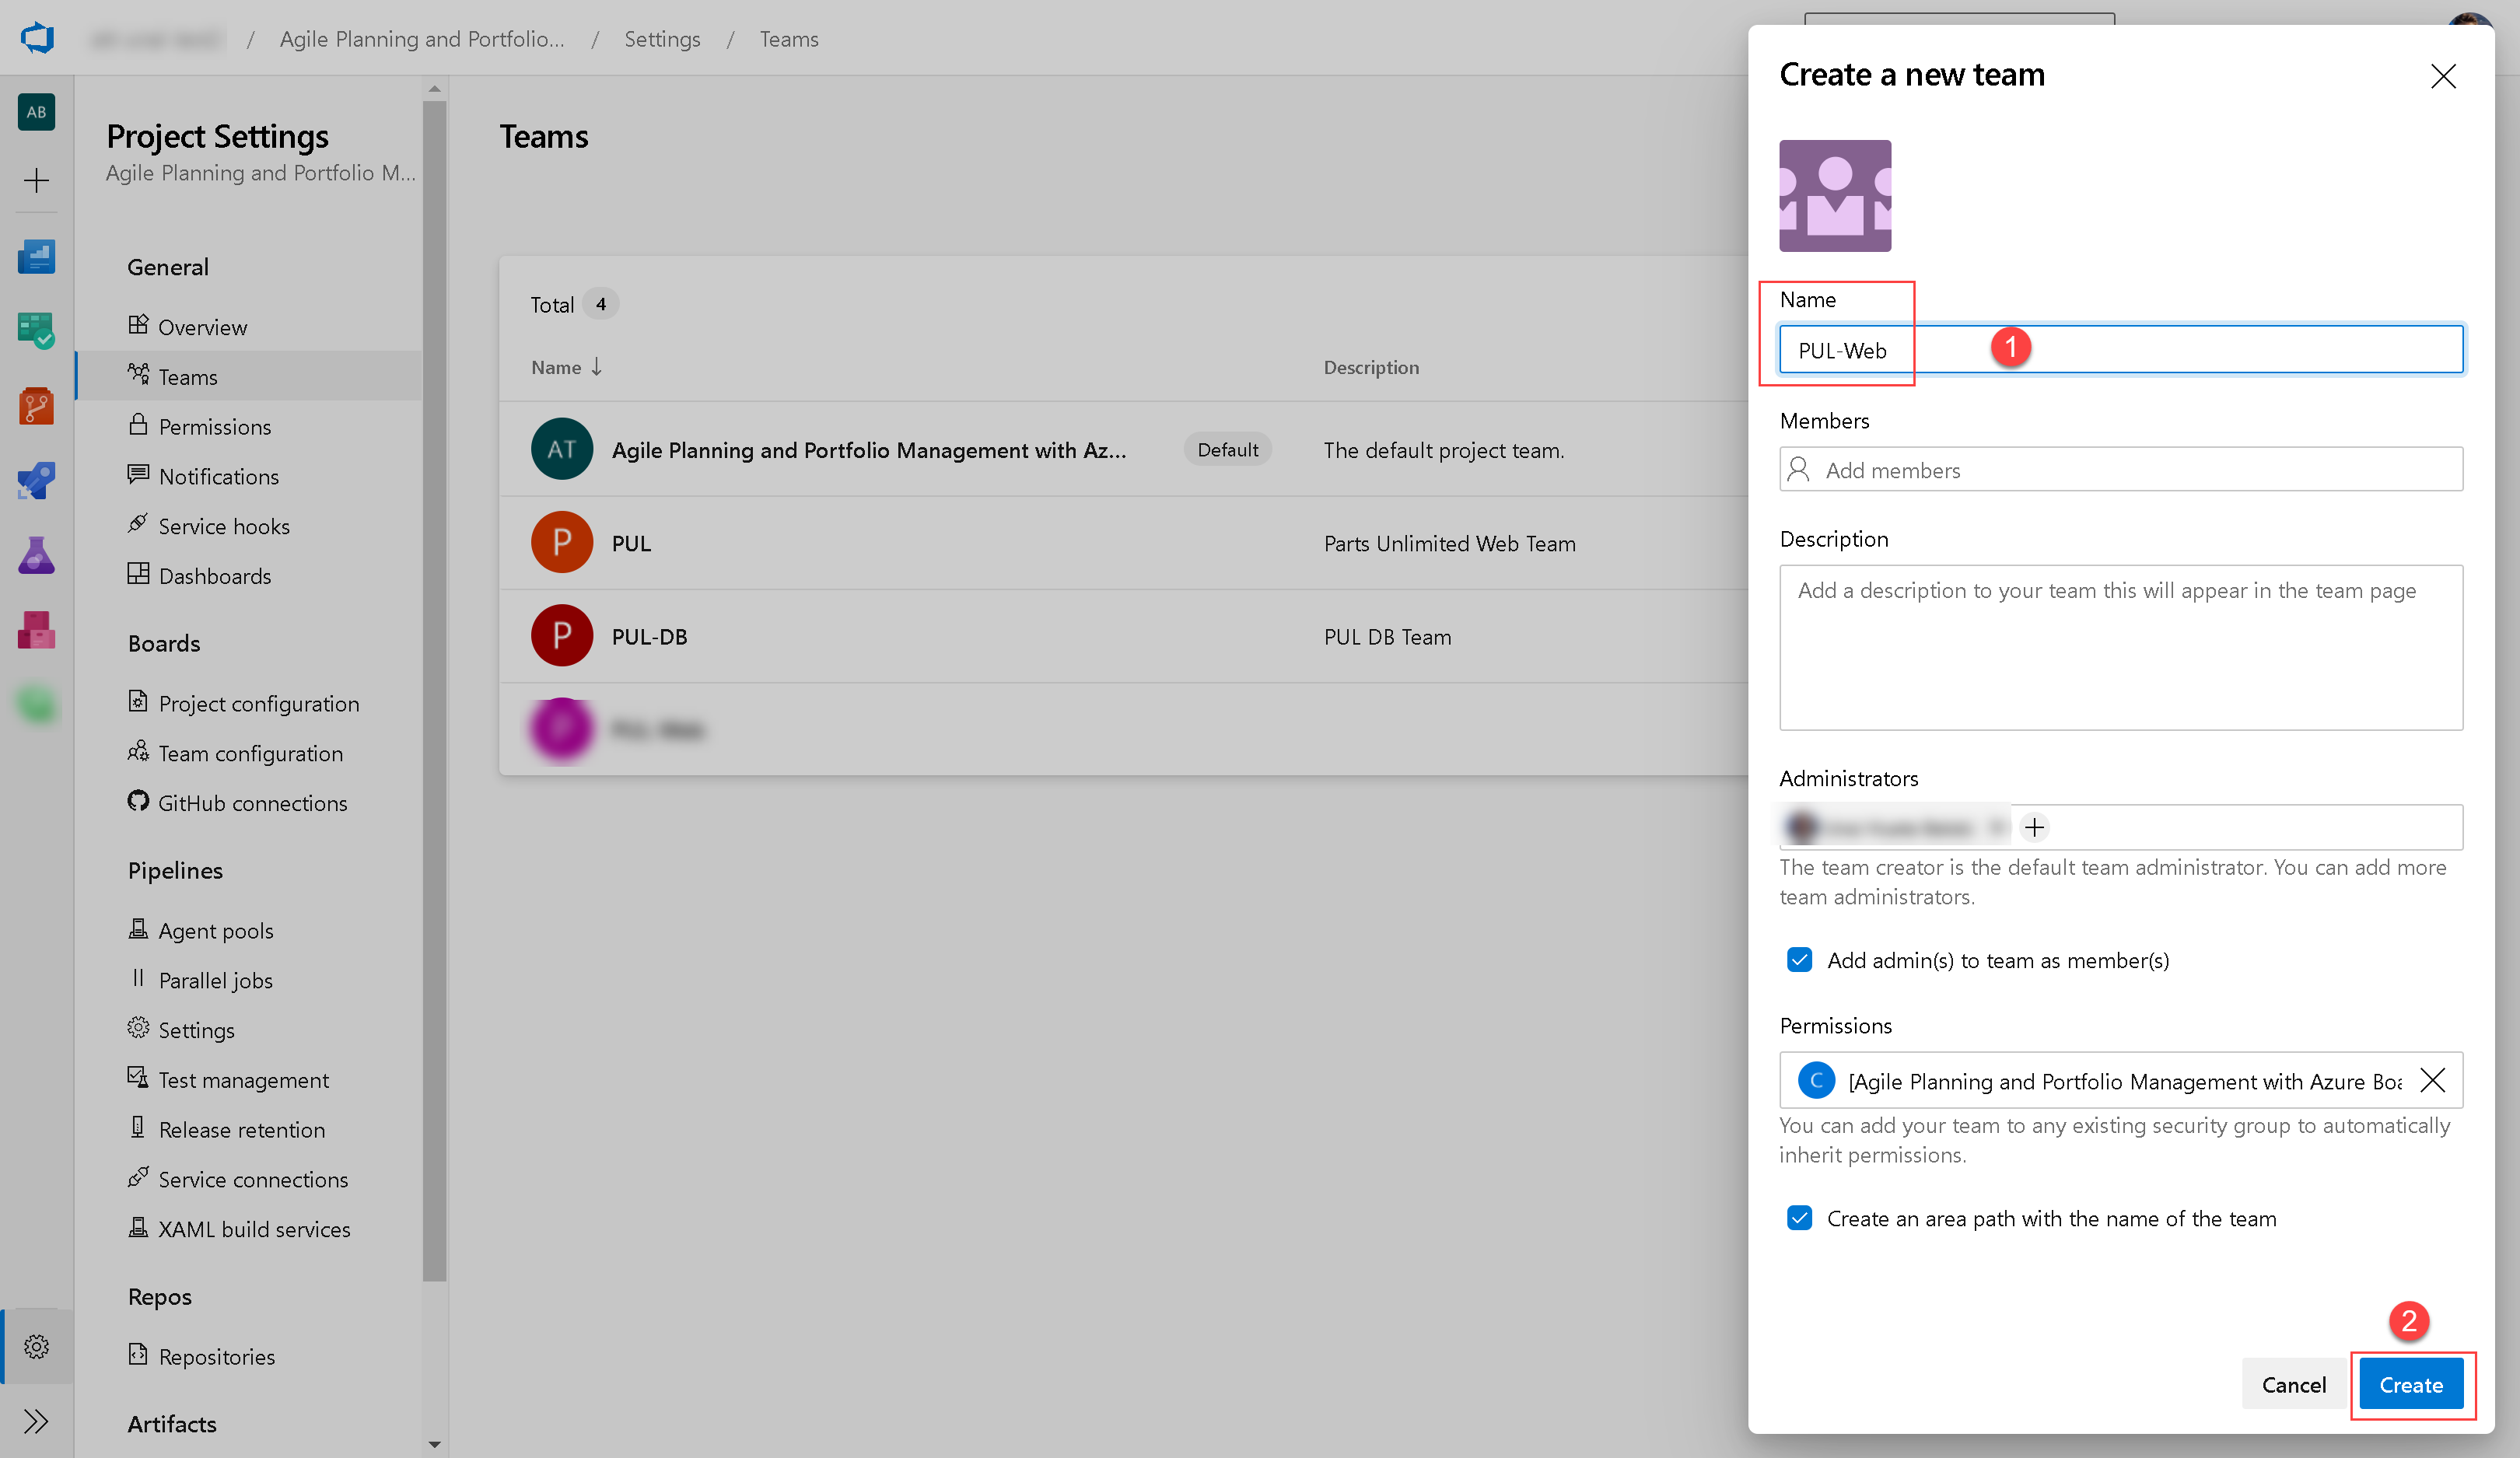 / Agile Planning and Portfolio... / Settings / Teams
AB
Project Settings
Agile Planning and Portfolio M...
General
Overview
Teams
Permissions
Notifications
Service hooks
Dashboards
Boards
Project configuration
Team configuration
GitHub connections
Pipelines
Agent pools
Parallel jobs
Settings
Test management
Release retention
Service connections
XAML build services
Repos
Repositories
Artifacts
Teams
Total 4
Name Description
AT Agile Planning and Portfolio Management with Az... Default The default project team.
P PUL Parts Unlimited Web Team
P PUL-DB PUL DB Team
Create a new team
Name
PUL-Web
1
Members
Add members
Description
Add a description to your team this will appear in the team page
Administrators
The team creator is the default team administrator. You can add more
team administrators.
Add admin(s) to team as member(s)
Permissions
C [Agile Planning and Portfolio Management with Azure Boa
You can add your team to any existing security group to automatically
inherit permissions.
Create an area path with the name of the team
2
Cancel Create